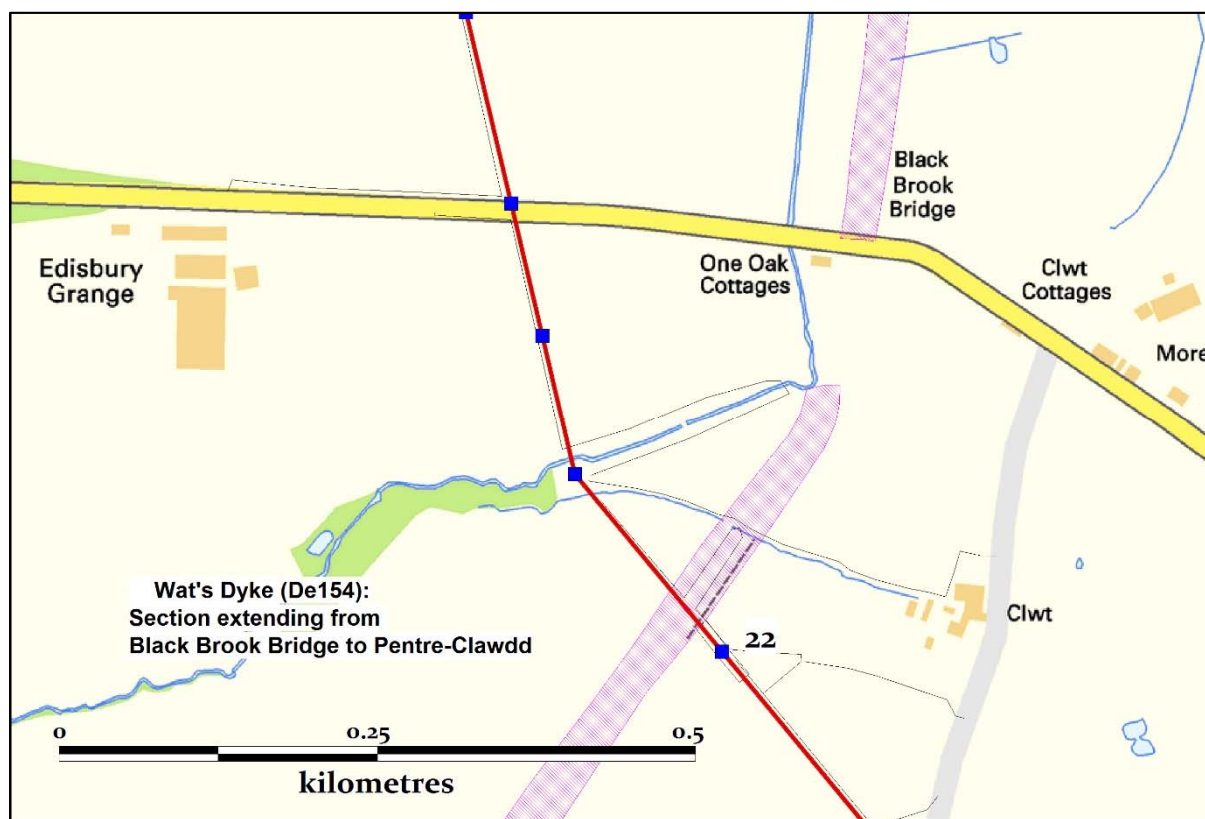 Black
Brook
Bridge
Edisbury
Grange
One Oak
Cottages
Clwt
Cottages
More
Clwt
22
Wat's Dyke (De154):
Section extending from
Black Brook Bridge to Pentre-Clawdd
0 0.25 0.5
kilometres